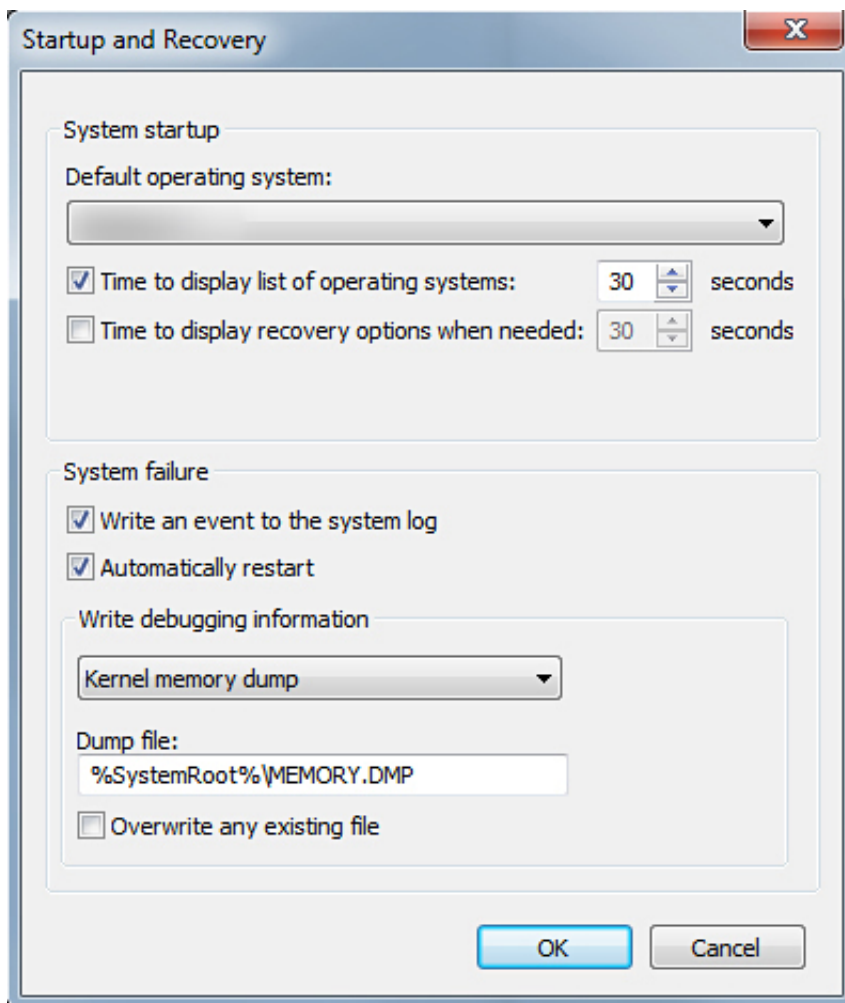 Startup and Recovery
System startup
Default operating system:
Time to display list of operating systems: 30 seconds
Time to display recovery options when needed: 30 seconds
System failure
Write an event to the system log
Automatically restart
Write debugging information
Kernel memory dump
Dump file:
%SystemRoot%\MEMORY.DMP
Overwrite any existing file
OK Cancel